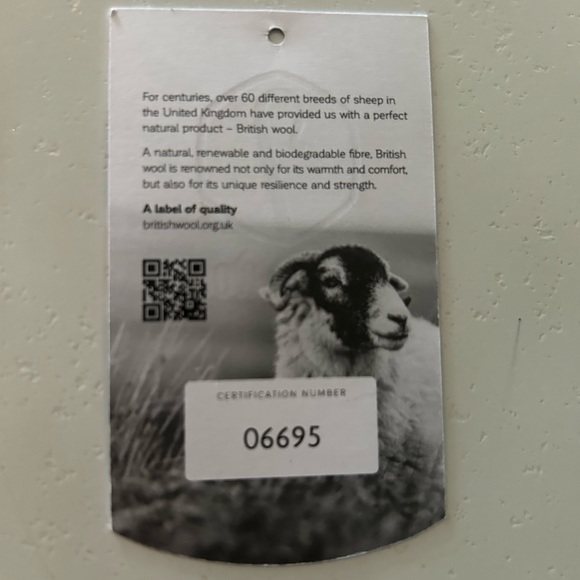 For centuries, over 60 different breeds of sheep in
the United Kingdom have provided us with a perfect
natural product – British wool.
A natural, renewable and biodegradable fibre, British
wool is renowned not only for its warmth and comfort,
but also for its unique resilience and strength.
A label of quality
britishwool.org.uk
CERTIFICATION NUMBER
06695